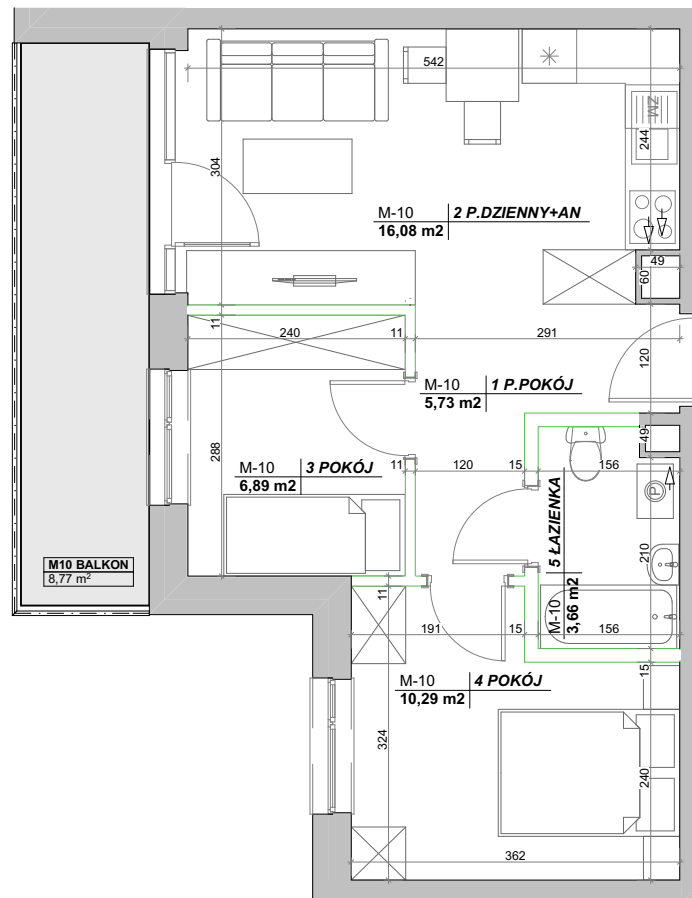 542
304
ZM
244
M-10 2 P.DZIENNY+AN
16,08 m2
49
60
11
240
11
291
120
M-10 1 P.POKÓJ
5,73 m2
49
288
M-10 3 POKÓJ
6,89 m2
11
120
15
156
P
M-10 5 ŁAZIENKA
3,66 m2
210
M10 BALKON
8,77 m²
11
191
15
156
15
M-10 4 POKÓJ
10,29 m2
324
240
362